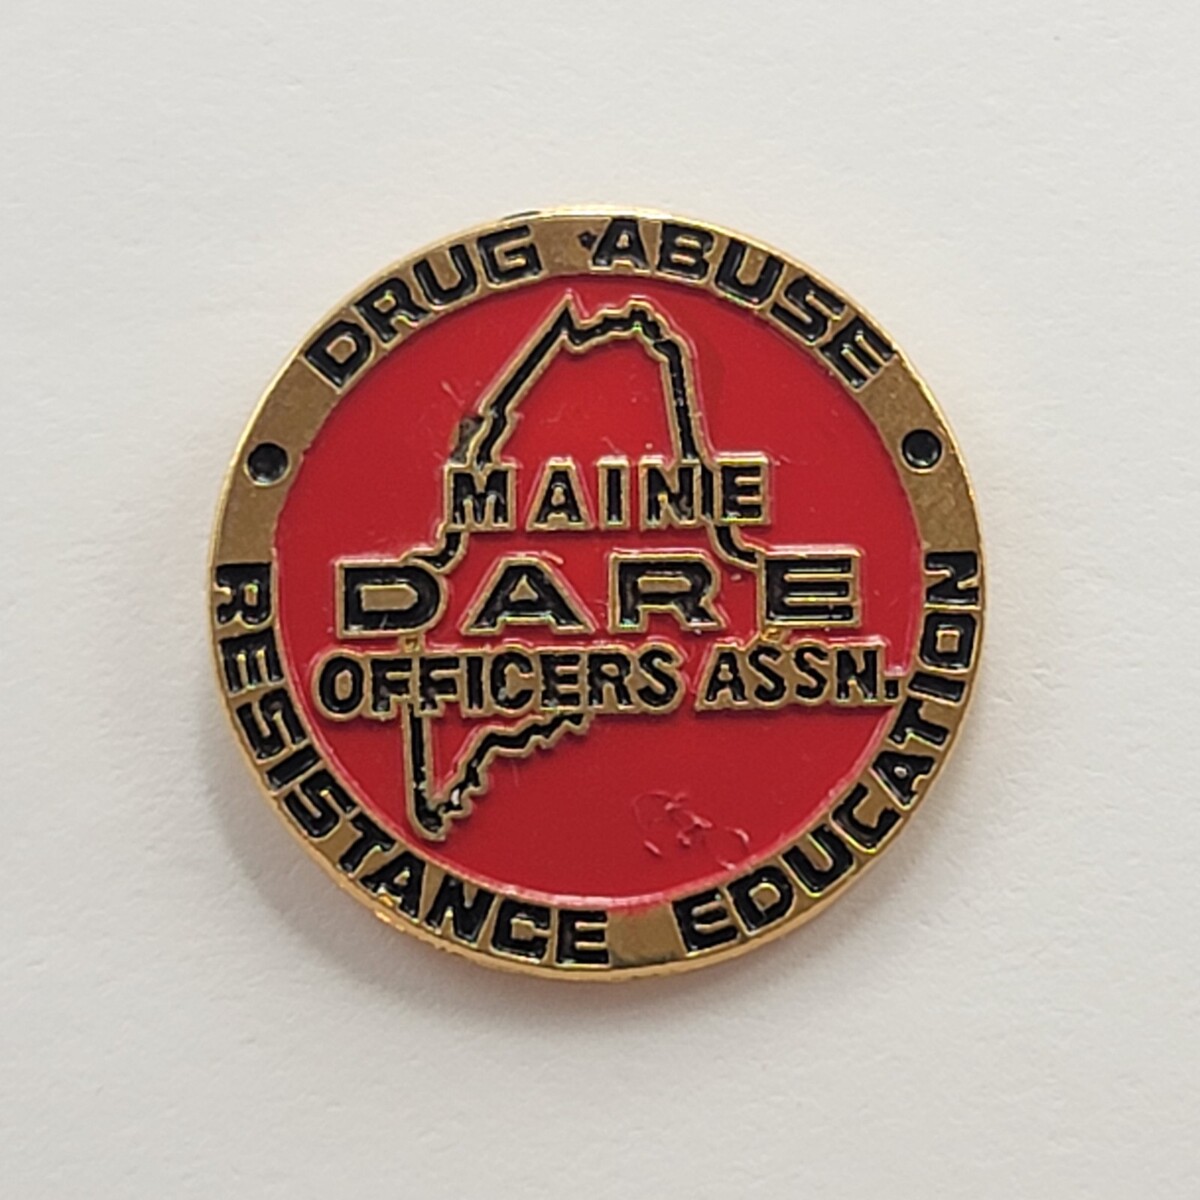 DRUG ABUSE
MAINE
DARE
OFFICERS ASSN.
RESISTANCE EDUCATION